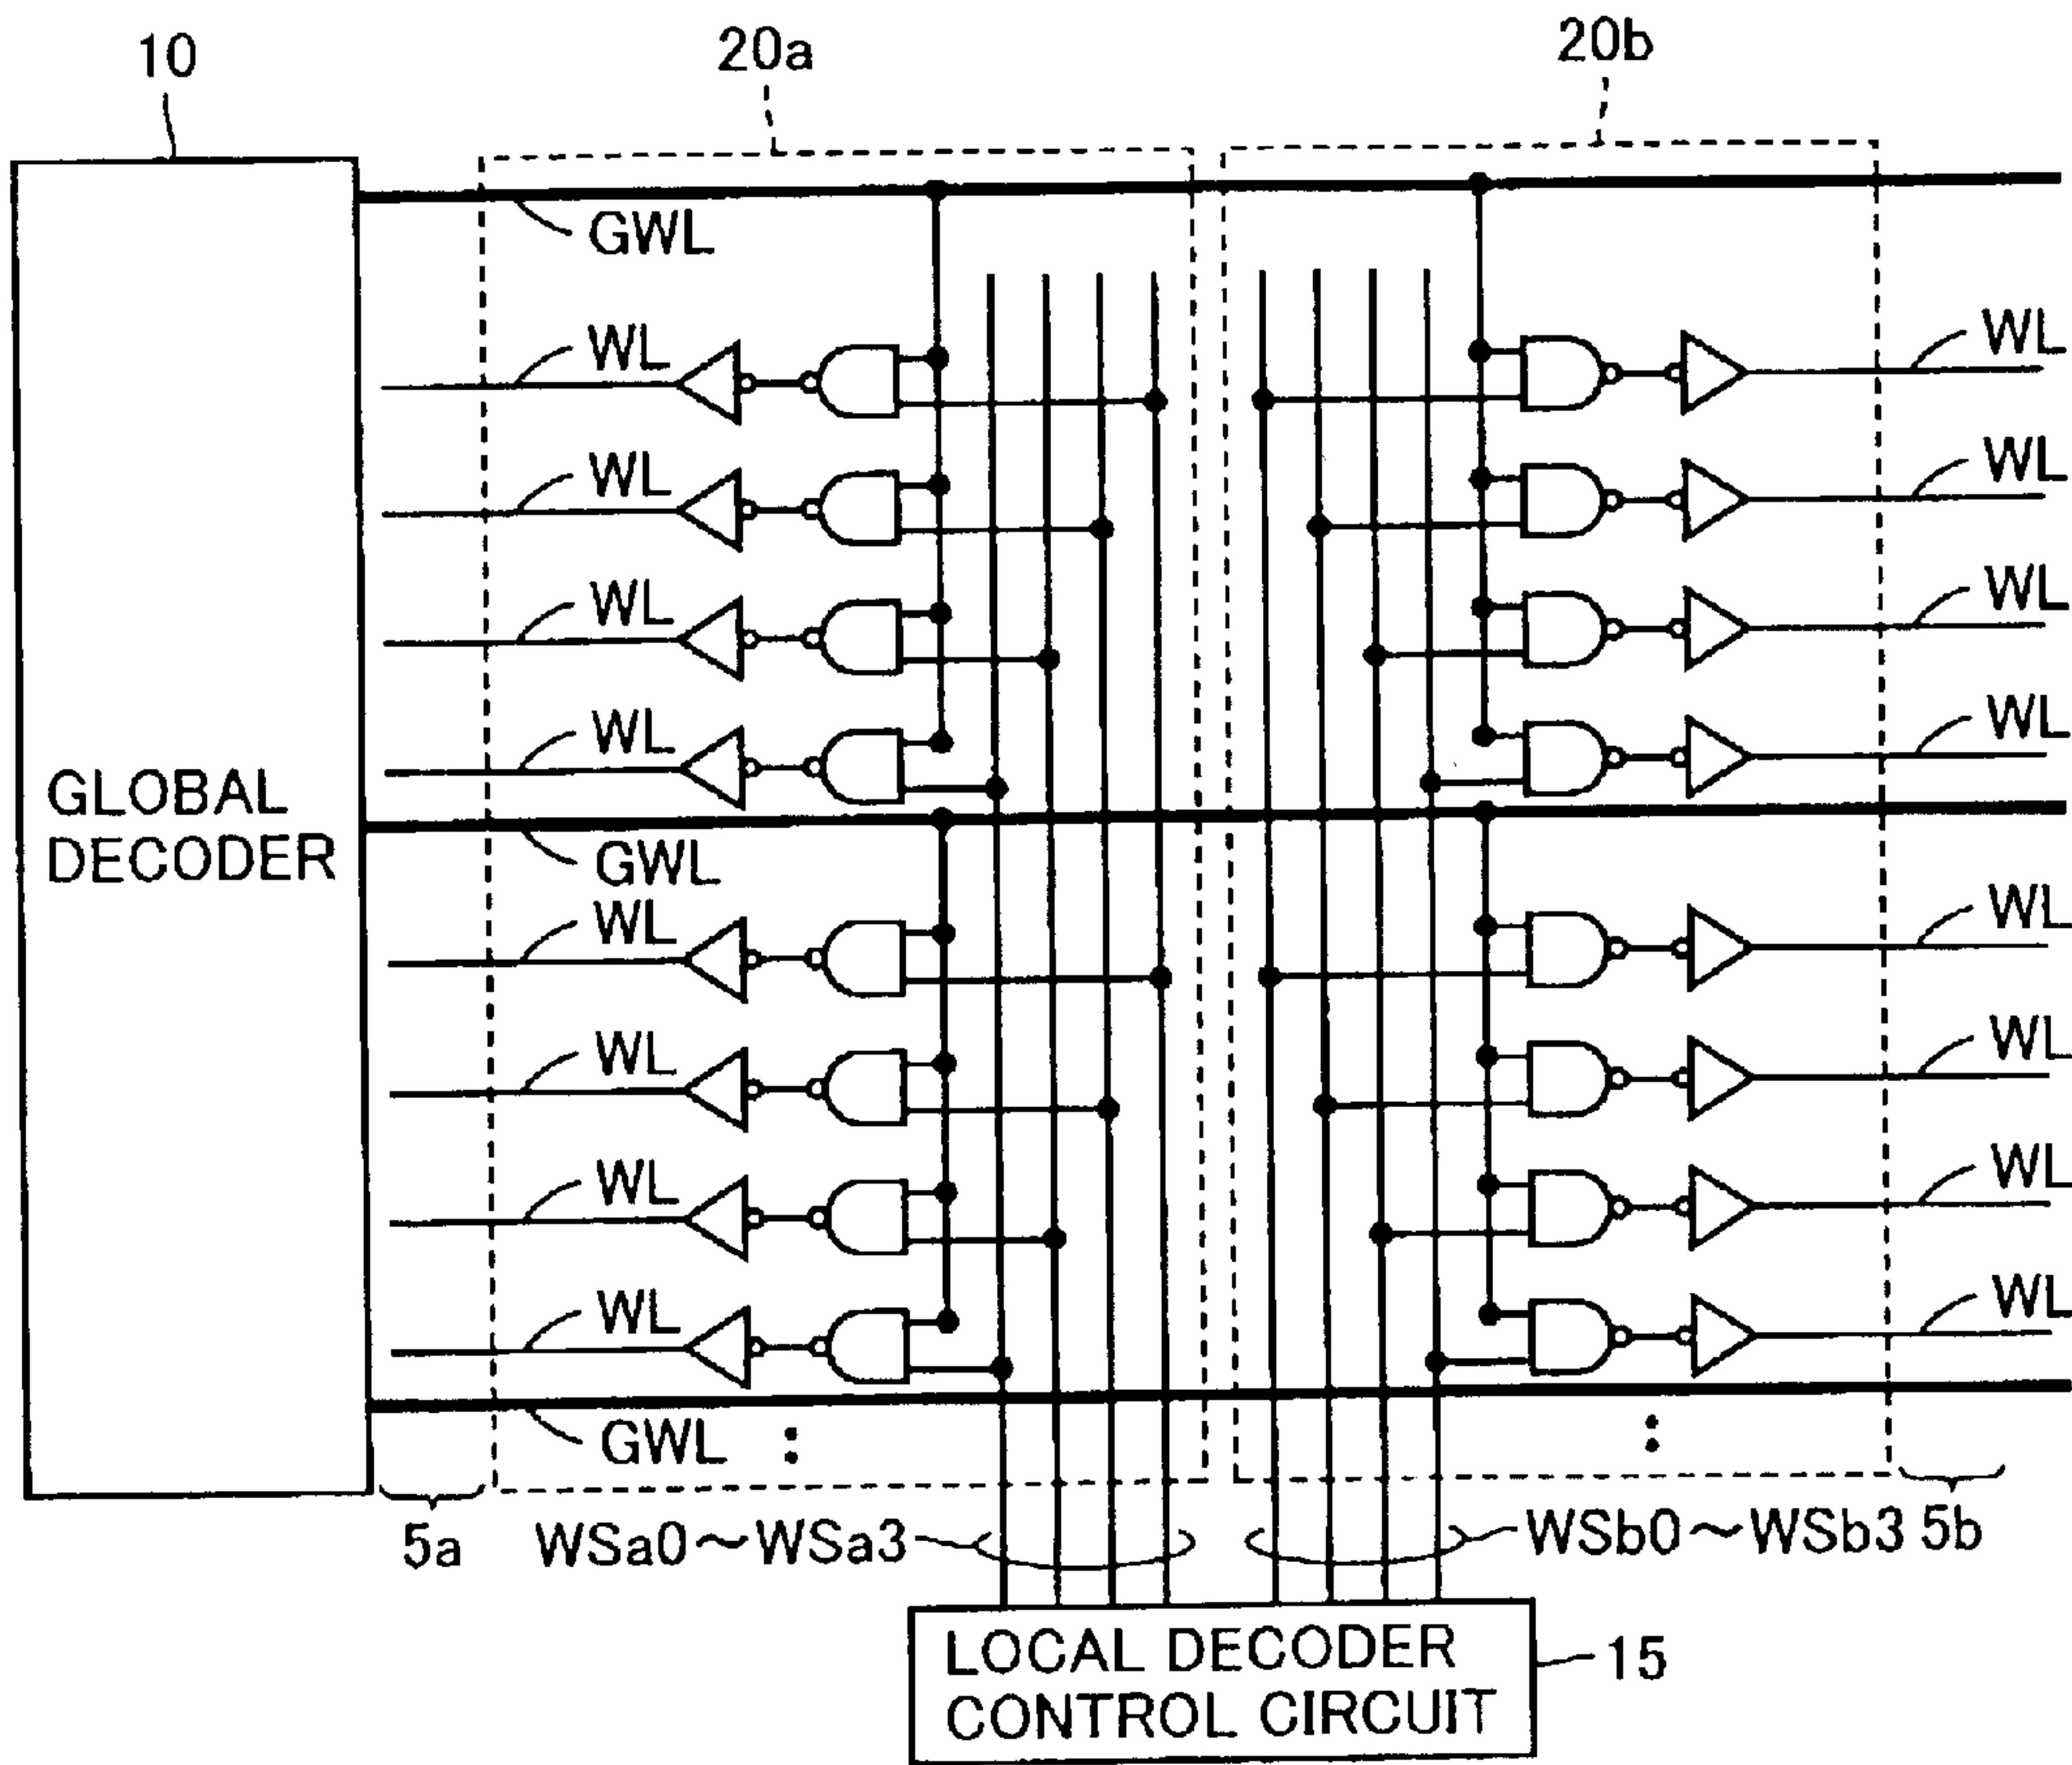 10
20a
20b
GWL
WL WL
WL WL
WL WL
WL WL
GLOBAL
DECODER
GWL
WL WL
WL WL
WL WL
WL WL
GWL
5a WSa0～WSa3 WSb0～WSb3 5b
LOCAL DECODER
CONTROL CIRCUIT
15